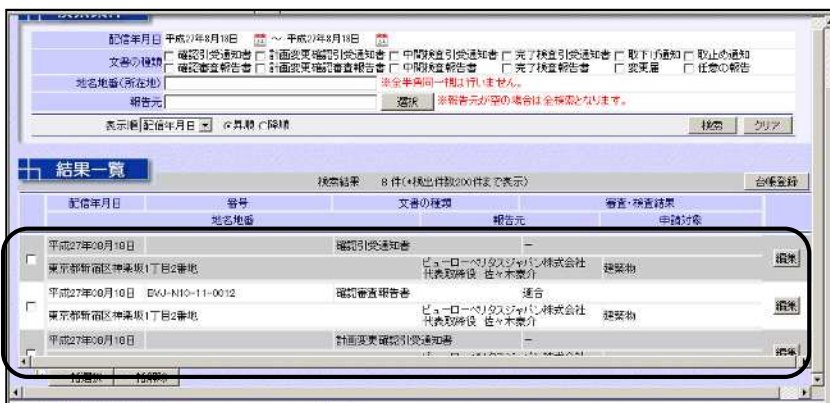 配信年月日 平成27年8月18日 ～ 平成27年8月18日
文書の種類 確認引受通知書 計画変更確認引受通知書 中間検査引受通知書 完了検査引受通知書 取下げ通知 取止め通知
確認審査報告書 計画変更確認審査報告書 中間検査報告書 完了検査報告書 変更届 任意の報告
地名地番(所在地) ※全半角同一視は行いません。
報告元 選択 ※報告元が空の場合は全検索となります。
表示順 配信年月日 昇順 降順 検索 クリア
結果一覧 検索結果 8 件(*検出件数200件まで表示) 台帳登録
配信年月日 番号 文書の種類 審査・検査結果
地名地番 報告元 申請対象
平成27年08月18日 確認引受通知書 －
東京都新宿区神楽坂1丁目2番地 ビューローベリタスジャパン株式会社 建築物 編集
代表取締役 佐々木豪介
平成27年08月18日 BVJ-N10-11-0012 確認審査報告書 適合
東京都新宿区神楽坂1丁目2番地 ビューローベリタスジャパン株式会社 建築物 編集
代表取締役 佐々木豪介
平成27年08月18日 計画変更確認引受通知書 －
編集